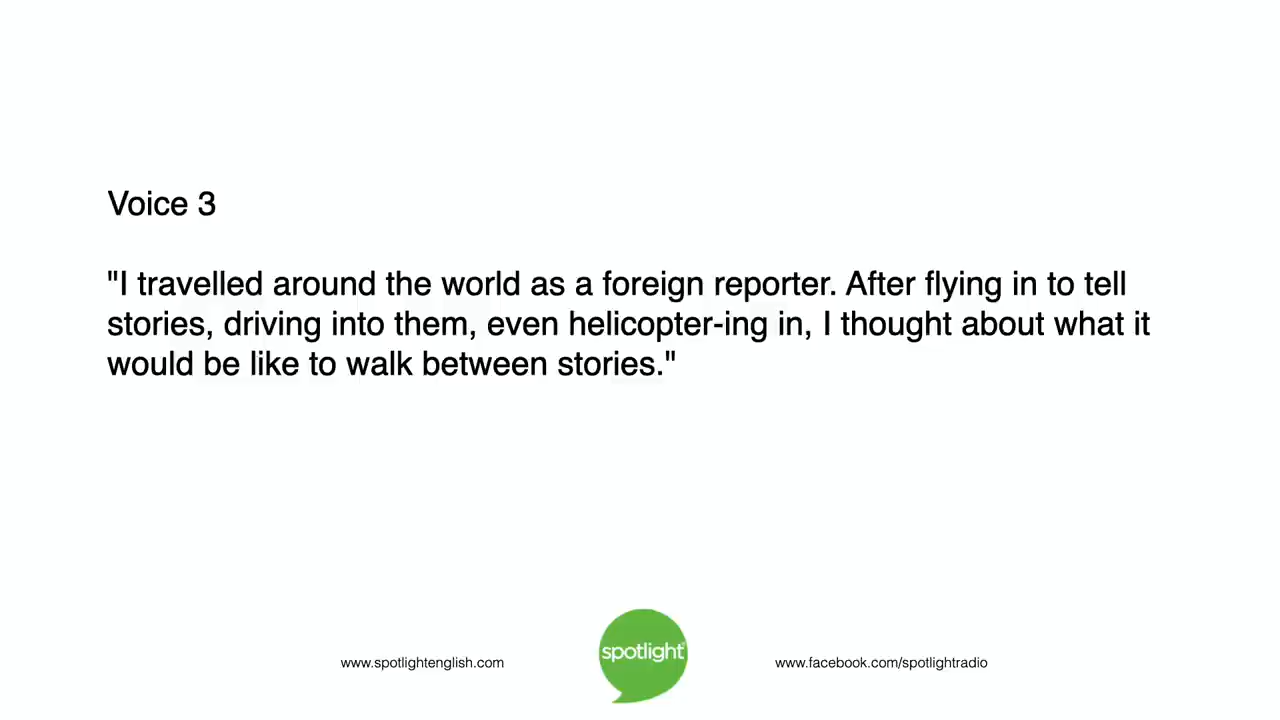 Voice 3
"I travelled around the world as a foreign reporter. After flying in to tell
stories, driving into them, even helicopter-ing in, I thought about what it
would be like to walk between stories."
spotlight
www.spotlightenglish.com
www.facebook.com/spotlightradio